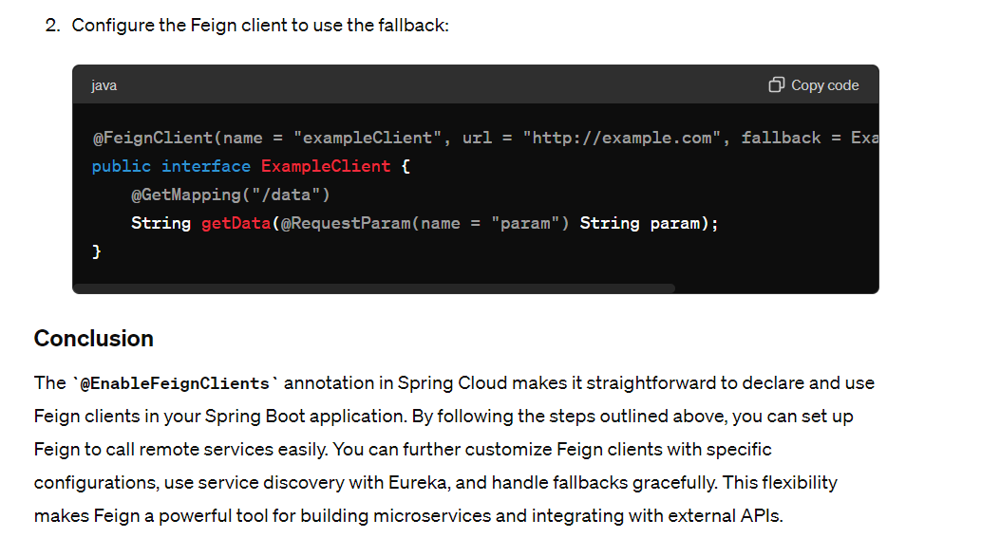 2. Configure the Feign client to use the fallback:
java
Copy code
@FeignClient(name = "exampleClient", url = "http://example.com", fallback = Exa
public interface ExampleClient {
    @GetMapping("/data")
    String getData(@RequestParam(name = "param") String param);
}
Conclusion
The `@EnableFeignClients` annotation in Spring Cloud makes it straightforward to declare and use
Feign clients in your Spring Boot application. By following the steps outlined above, you can set up
Feign to call remote services easily. You can further customize Feign clients with specific
configurations, use service discovery with Eureka, and handle fallbacks gracefully. This flexibility
makes Feign a powerful tool for building microservices and integrating with external APIs.